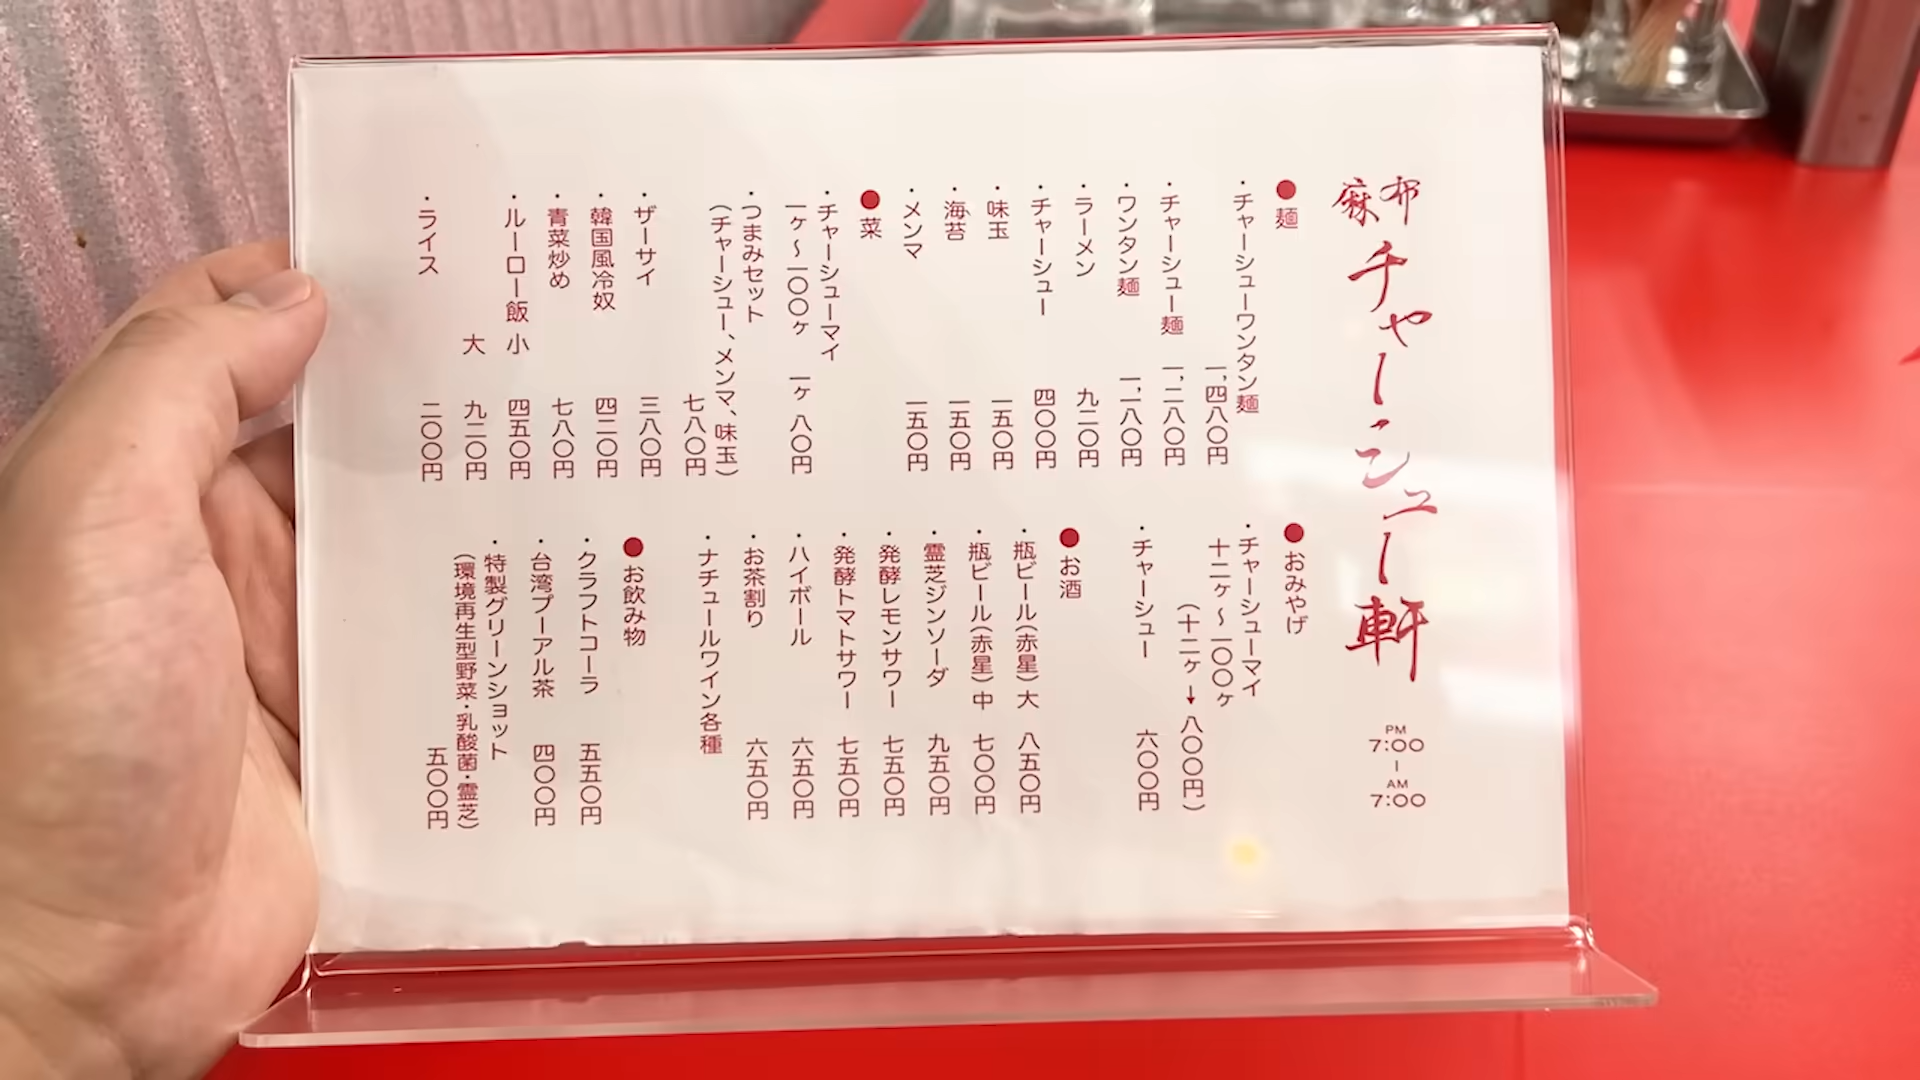 麻布
チャーシュー軒
PM
7:00
|
AM
7:00
●麺
・チャーシューワンタン麺
一,四八〇円
・チャーシュー麺 一,二八〇円
・ワンタン麺 一,一八〇円
・ラーメン 九二〇円
・チャーシュー 四〇〇円
・味玉 一五〇円
・海苔 一五〇円
・メンマ 一五〇円
●菜
・チャーシューマイ
一ヶ〜一〇〇ヶ 一ヶ 八〇円
・つまみセット
(チャーシュー、メンマ、味玉)
七八〇円
・ザーサイ 三八〇円
・韓国風冷奴 四二〇円
・青菜炒め 七八〇円
・ルーロー飯 小 四五〇円
大 九二〇円
・ライス 二〇〇円
●おみやげ
・チャーシューマイ
十二ヶ〜一〇〇ヶ
(十二ヶ→八〇〇円)
・チャーシュー 六〇〇円
●お酒
・瓶ビール(赤星)大 八五〇円
・瓶ビール(赤星)中 七〇〇円
・霊芝ジンソーダ 九五〇円
・発酵レモンサワー 七五〇円
・発酵トマトサワー 七五〇円
・ハイボール 六五〇円
・お茶割り 六五〇円
・ナチュールワイン各種
●お飲み物
・クラフトコーラ 五五〇円
・台湾プーアル茶 四〇〇円
・特製グリーンショット
(環境再生型野菜・乳酸菌・霊芝)
五〇〇円